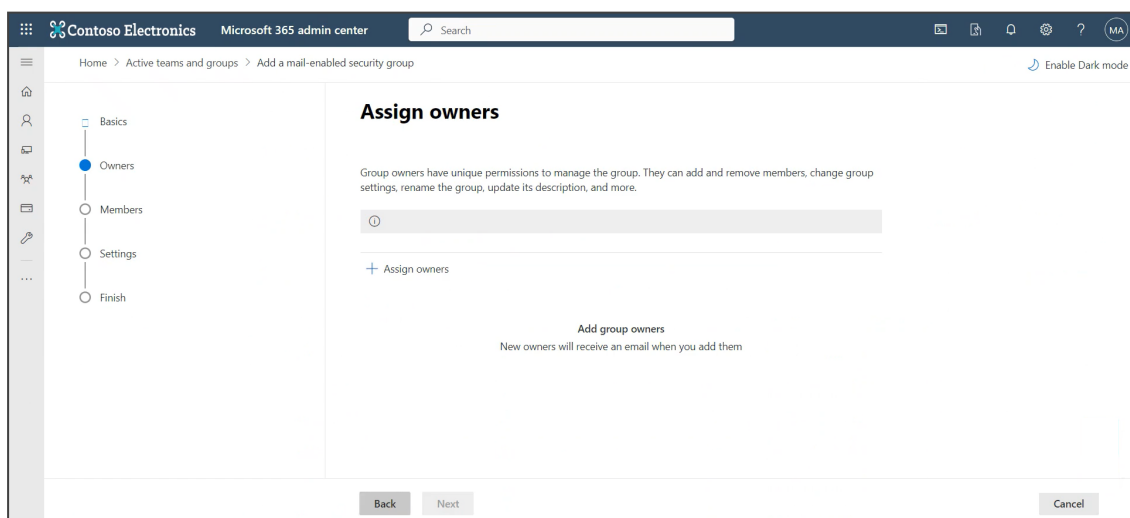 Contoso Electronics Microsoft 365 admin center Search ? MA
Home > Active teams and groups > Add a mail-enabled security group Enable Dark mode
Basics
Owners
Members
Settings
Finish
Assign owners
Group owners have unique permissions to manage the group. They can add and remove members, change group
settings, rename the group, update its description, and more.
+ Assign owners
Add group owners
New owners will receive an email when you add them
Back Next Cancel